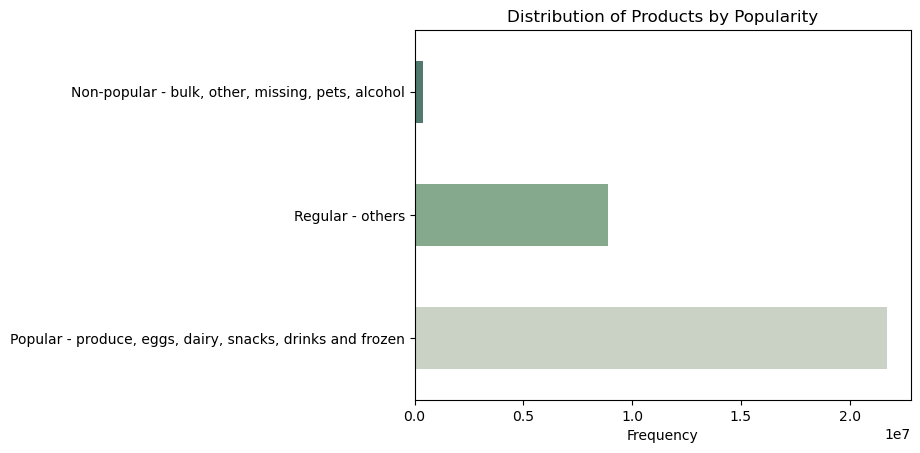 Distribution of Products by Popularity
Non-popular - bulk, other, missing, pets, alcohol
Regular - others
Popular - produce, eggs, dairy, snacks, drinks and frozen
0.0 0.5 1.0 1.5 2.0
1e7
Frequency